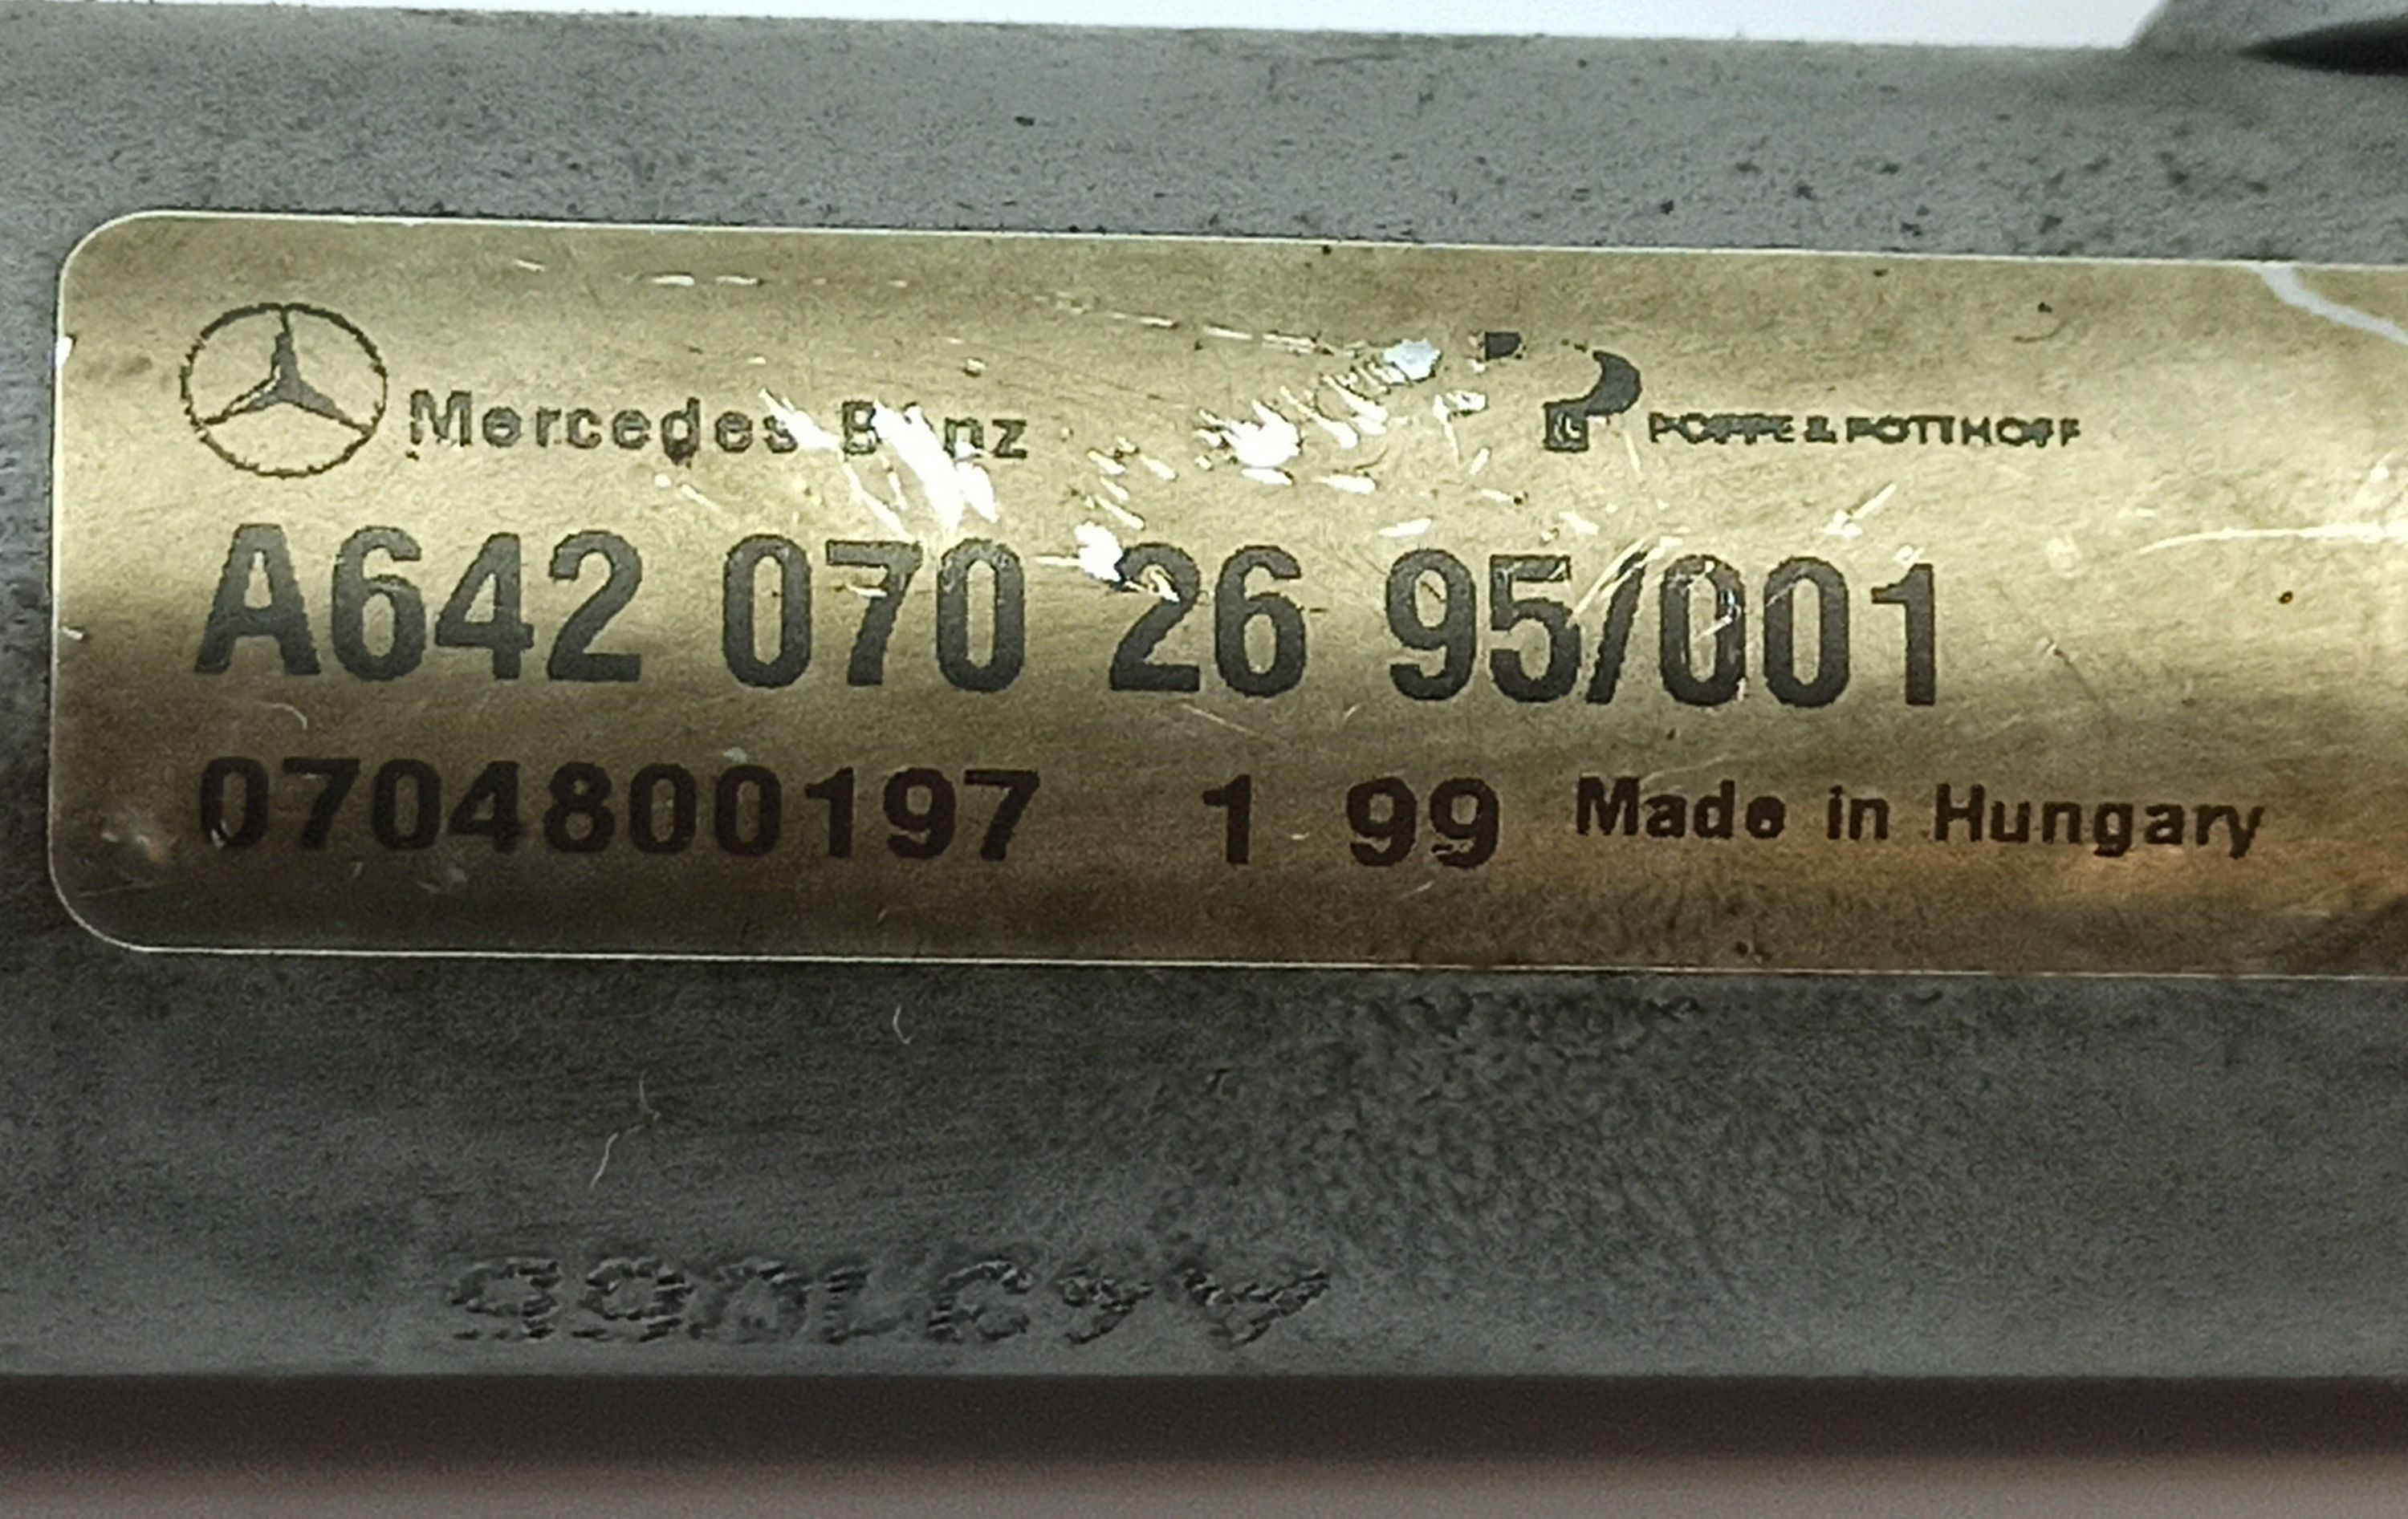 Mercedes Benz POPPE & POTTHOFF
A642 070 26 95/001
0704800197 1 99 Made in Hungary